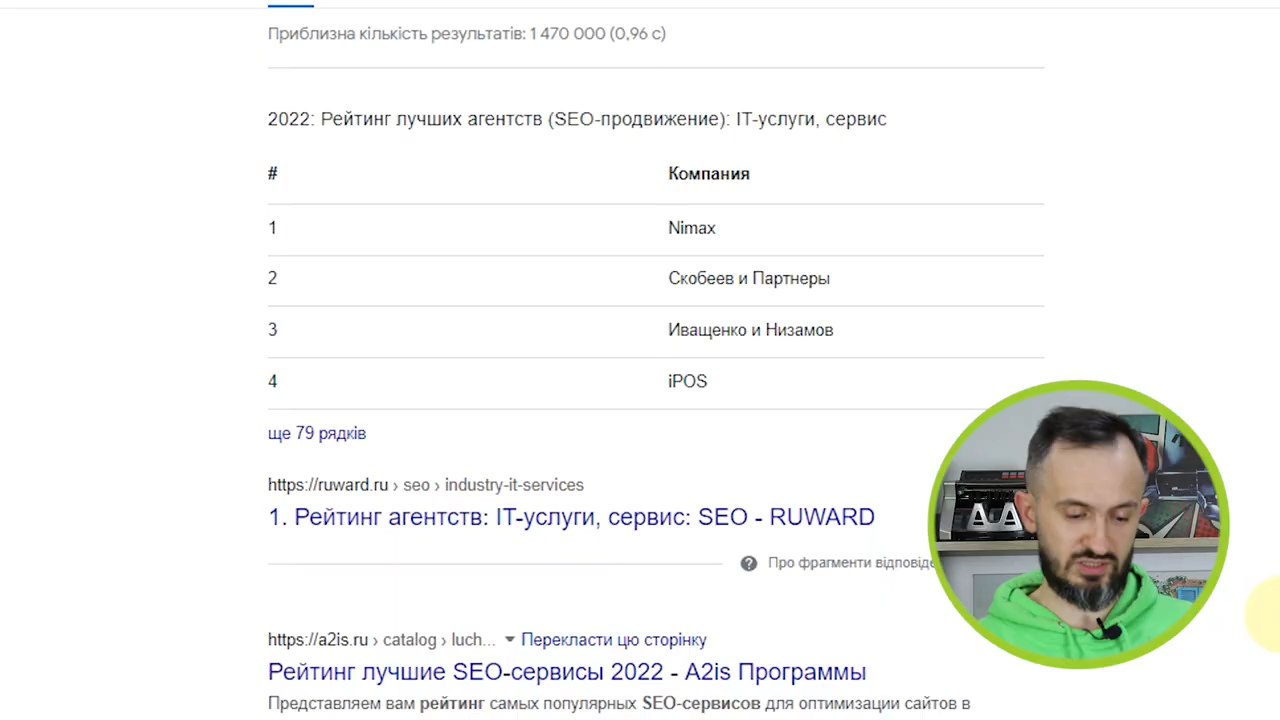 Приблизна кількість результатів: 1 470 000 (0,96 с)
2022: Рейтинг лучших агентств (SEO-продвижение): IT-услуги, сервис
# Компания
1 Nimax
2 Скобеев и Партнеры
3 Иващенко и Низамов
4 iPOS
ще 79 рядків
https://ruward.ru › seo › industry-it-services
1. Рейтинг агентств: IT-услуги, сервис: SEO - RUWARD
Про фрагменти відповіде
https://a2is.ru › catalog › luch... Перекласти цю сторінку
Рейтинг лучшие SEO-сервисы 2022 - A2is Программы
Представляем вам рейтинг самых популярных SEO-сервисов для оптимизации сайтов в